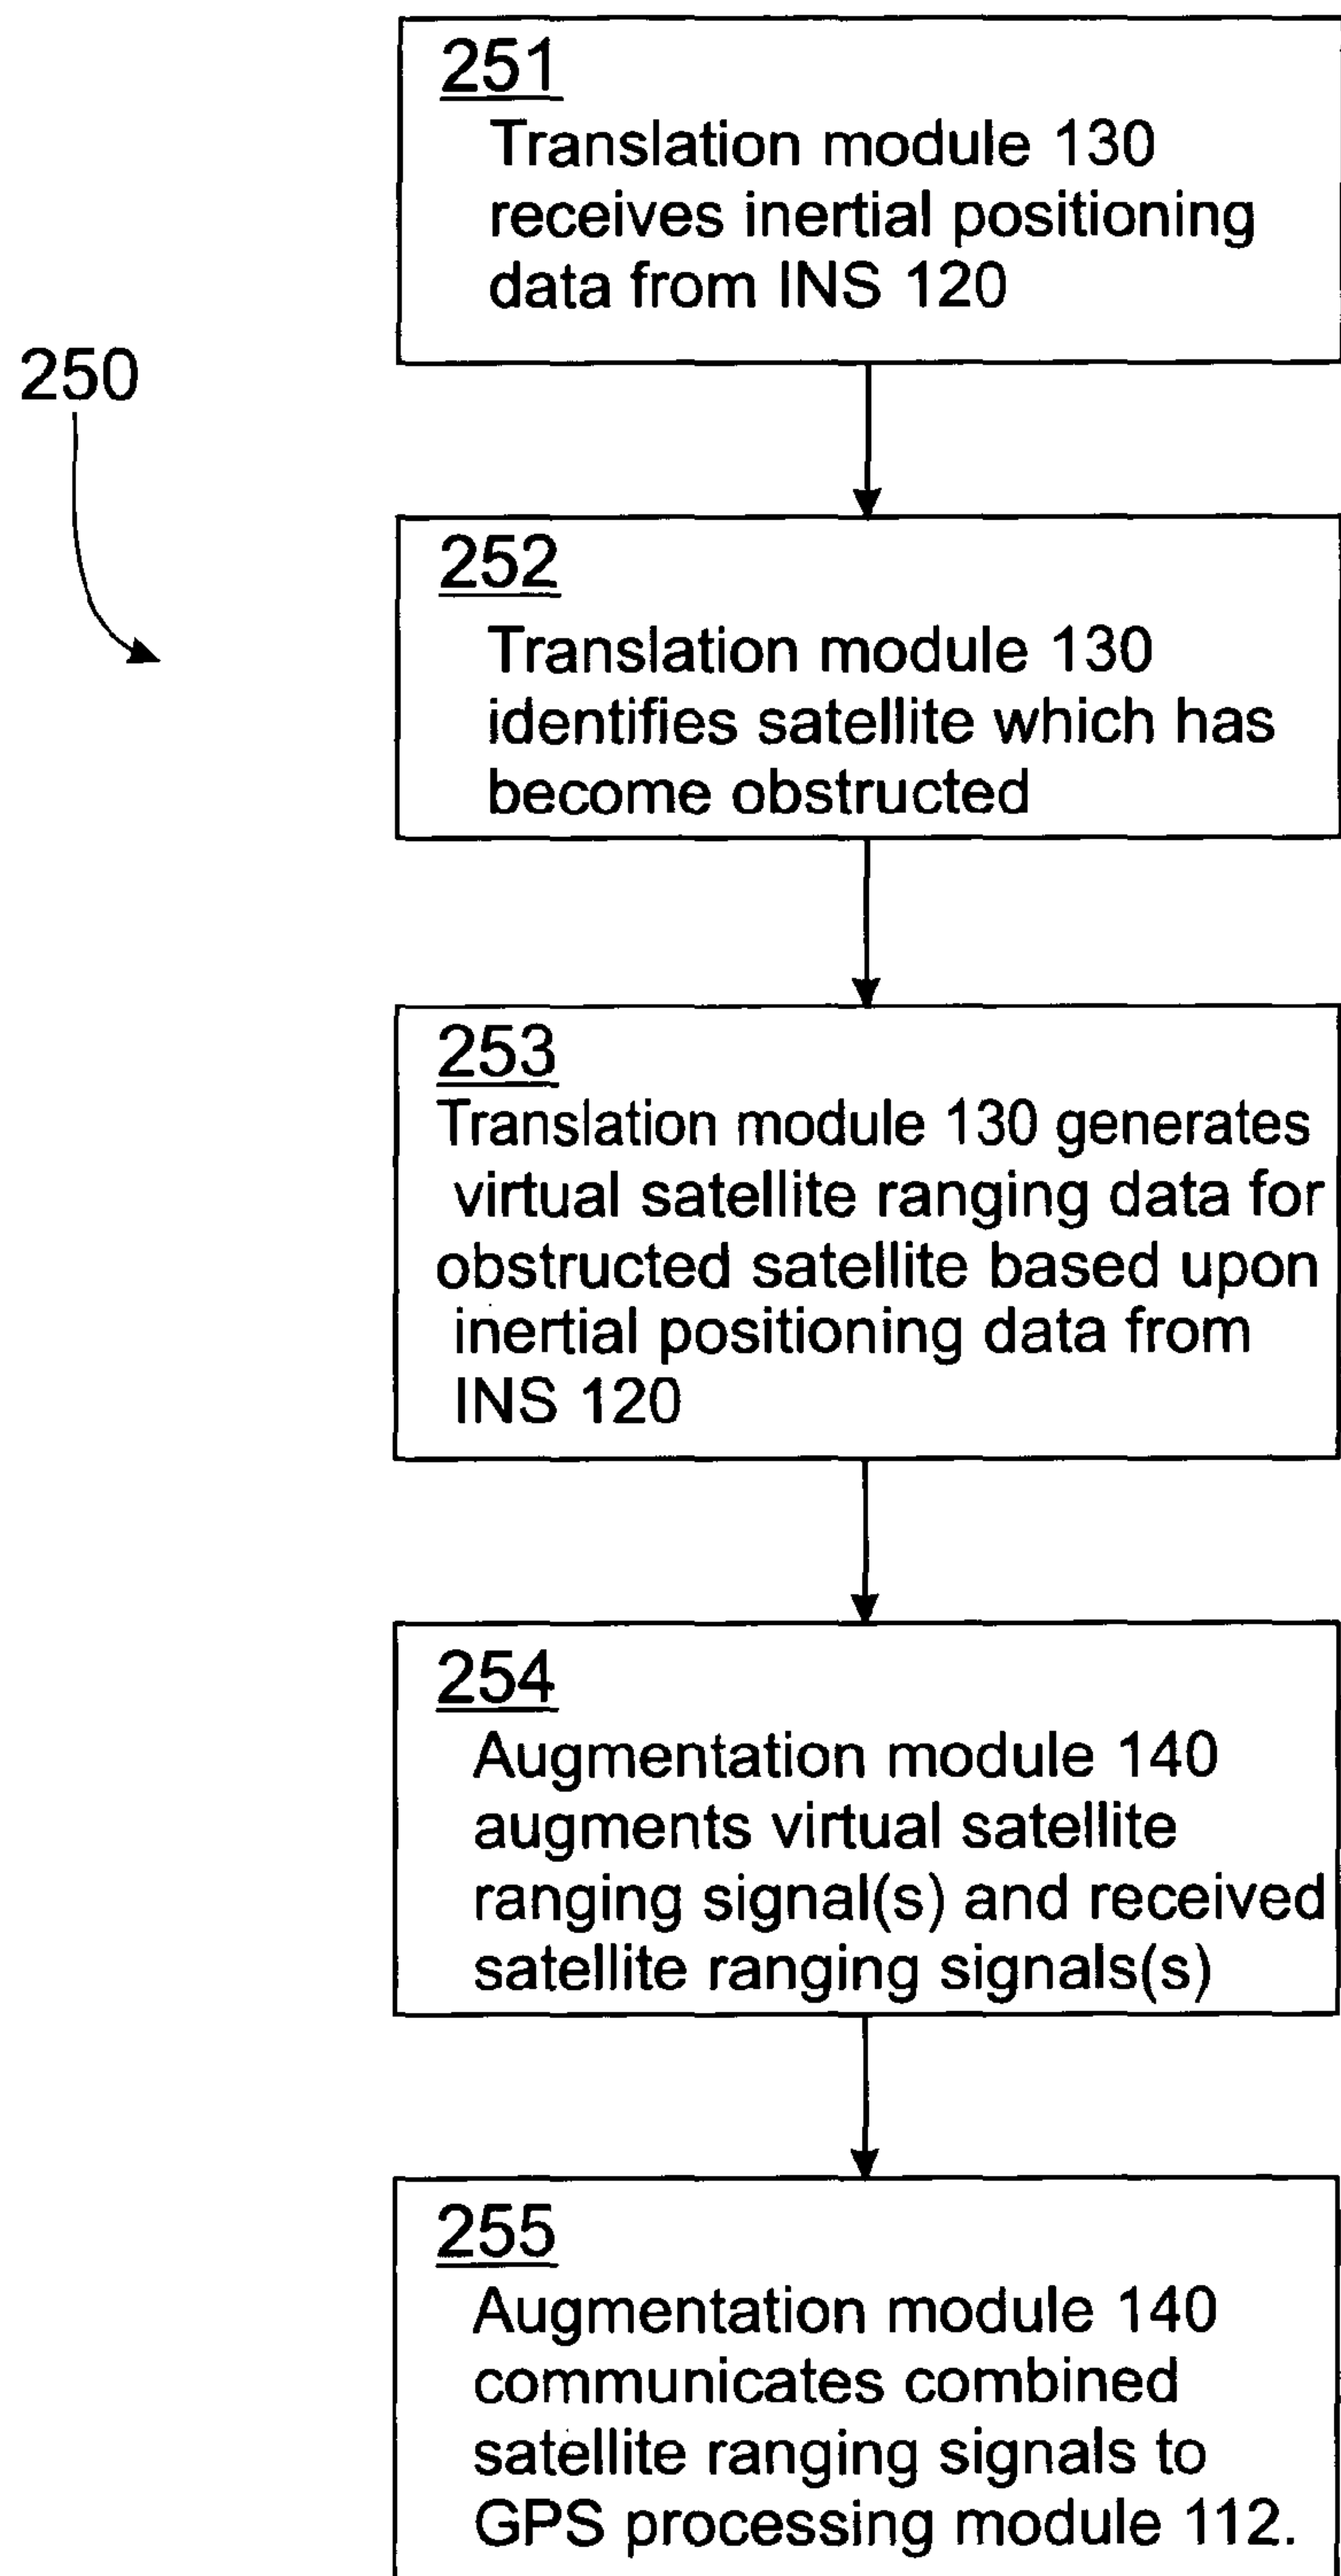 251
Translation module 130
receives inertial positioning
data from INS 120
250
252
Translation module 130
identifies satellite which has
become obstructed
253
Translation module 130 generates
virtual satellite ranging data for
obstructed satellite based upon
inertial positioning data from
INS 120
254
Augmentation module 140
augments virtual satellite
ranging signal(s) and received
satellite ranging signals(s)
255
Augmentation module 140
communicates combined
satellite ranging signals to
GPS processing module 112.